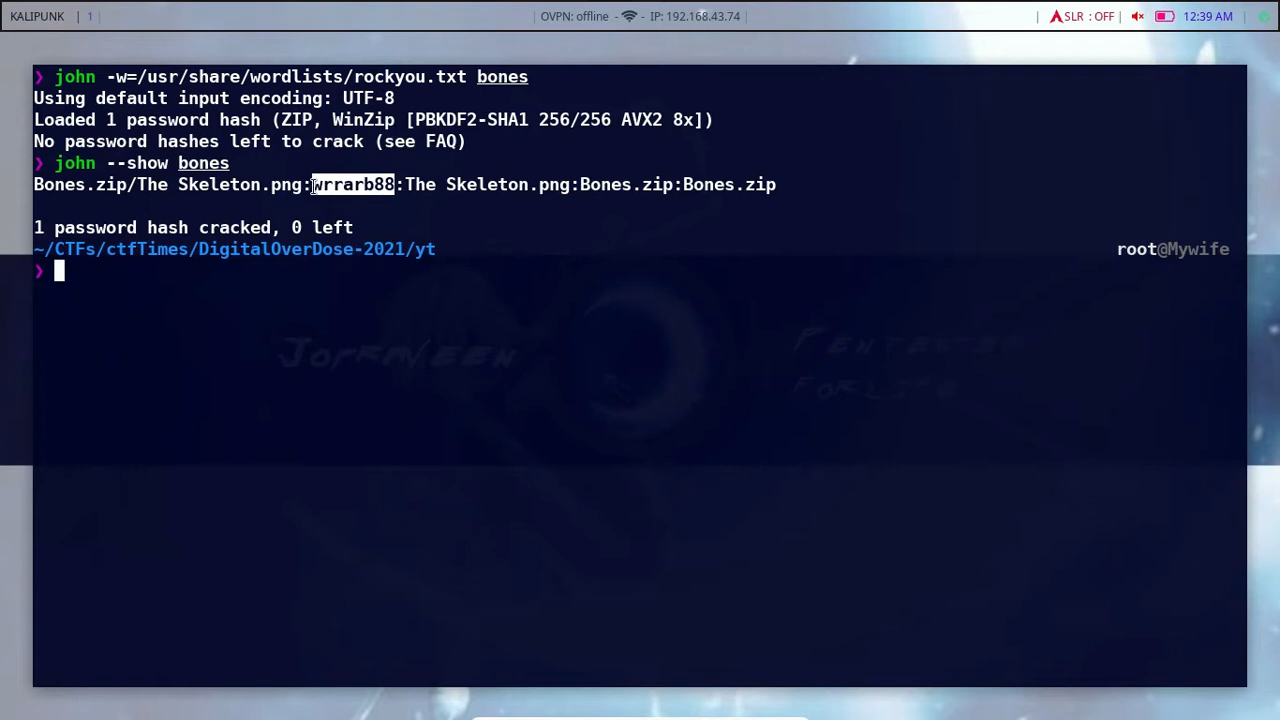 KALIPUNK | 1 | | OVPN: offline - - IP: 192.168.43.74 | | SLR : OFF | 12:39 AM |
❯ john -w=/usr/share/wordlists/rockyou.txt bones
Using default input encoding: UTF-8
Loaded 1 password hash (ZIP, WinZip [PBKDF2-SHA1 256/256 AVX2 8x])
No password hashes left to crack (see FAQ)
❯ john --show bones
Bones.zip/The Skeleton.png:wrrarb88:The Skeleton.png:Bones.zip:Bones.zip
1 password hash cracked, 0 left
~/CTFs/ctfTimes/DigitalOverDose-2021/yt root@Mywife
❯